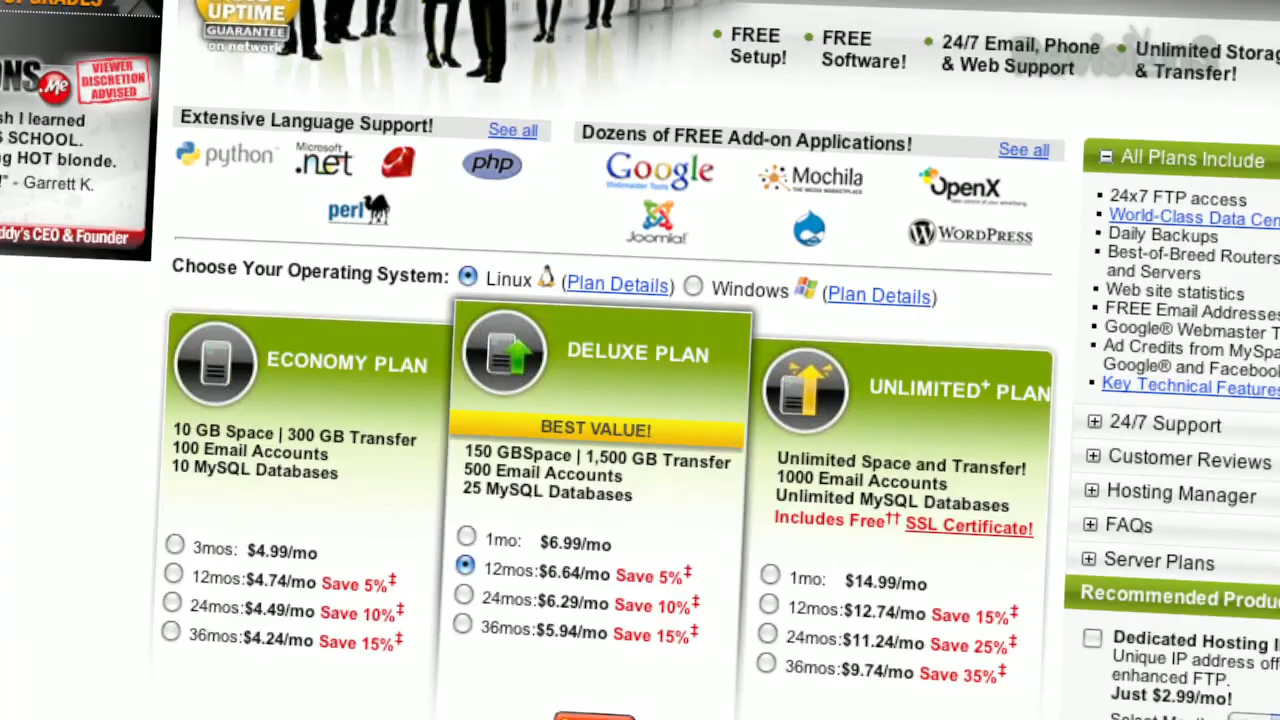 UPTIME
GUARANTEE
on network
FREE
Setup!
FREE
Software!
24/7 Email, Phone
& Web Support
Unlimited Storag
& Transfer!
ONS.Me
VIEWER
DISCRETION
ADVISED
sh I learned
S SCHOOL.
ng HOT blonde.
!" - Garrett K.
ddy's CEO & Founder
Extensive Language Support!
See all
python
Microsoft
.net
php
perl
Dozens of FREE Add-on Applications!
See all
Google
Webmaster Tools
Mochila
THE MEDIA MARKETPLACE
OpenX
Joomla!
WORDPRESS
Choose Your Operating System:
Linux
(Plan Details)
Windows
(Plan Details)
ECONOMY PLAN
10 GB Space | 300 GB Transfer
100 Email Accounts
10 MySQL Databases
3mos: $4.99/mo
12mos:$4.74/mo Save 5%‡
24mos:$4.49/mo Save 10%‡
36mos:$4.24/mo Save 15%‡
DELUXE PLAN
BEST VALUE!
150 GBSpace | 1,500 GB Transfer
500 Email Accounts
25 MySQL Databases
1mo: $6.99/mo
12mos:$6.64/mo Save 5%‡
24mos:$6.29/mo Save 10%‡
36mos:$5.94/mo Save 15%‡
UNLIMITED+ PLAN
Unlimited Space and Transfer!
1000 Email Accounts
Unlimited MySQL Databases
Includes Free†† SSL Certificate!
1mo: $14.99/mo
12mos:$12.74/mo Save 15%‡
24mos:$11.24/mo Save 25%‡
36mos:$9.74/mo Save 35%‡
All Plans Include
24x7 FTP access
World-Class Data Cen
Daily Backups
Best-of-Breed Routers
and Servers
Web site statistics
FREE Email Addresses
Google® Webmaster T
Ad Credits from MySpa
Google® and Facebook
Key Technical Features
24/7 Support
Customer Reviews
Hosting Manager
FAQs
Server Plans
Recommended Produ
Dedicated Hosting I
Unique IP address off
enhanced FTP.
Just $2.99/mo!